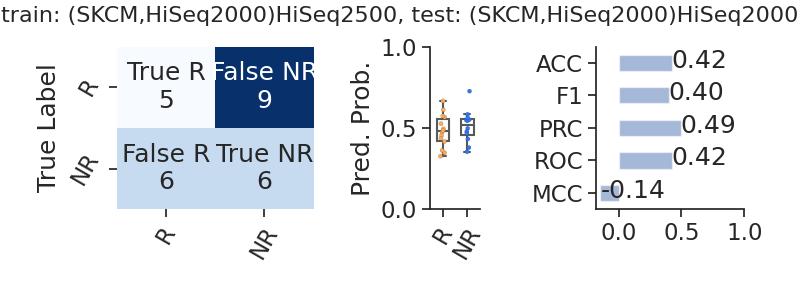 train: (SKCM,HiSeq2000)HiSeq2500, test: (SKCM,HiSeq2000)HiSeq2000
True Label
R
NR
True R
5
False NR
9
False R
6
True NR
6
R
NR
Pred. Prob.
1.0
0.5
0.0
R
NR
ACC
F1
PRC
ROC
MCC
0.42
0.40
0.49
0.42
-0.14
0.0
0.5
1.0